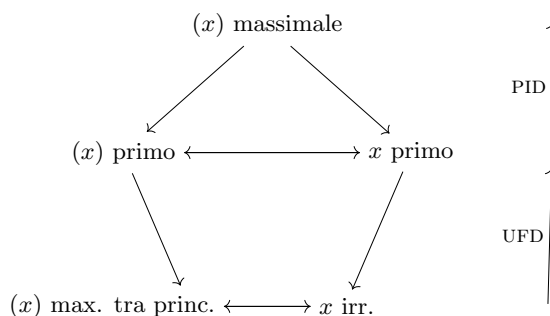 (x) massimale
PID
(x) primo x primo
UFD
(x) max. tra princ. x irr.